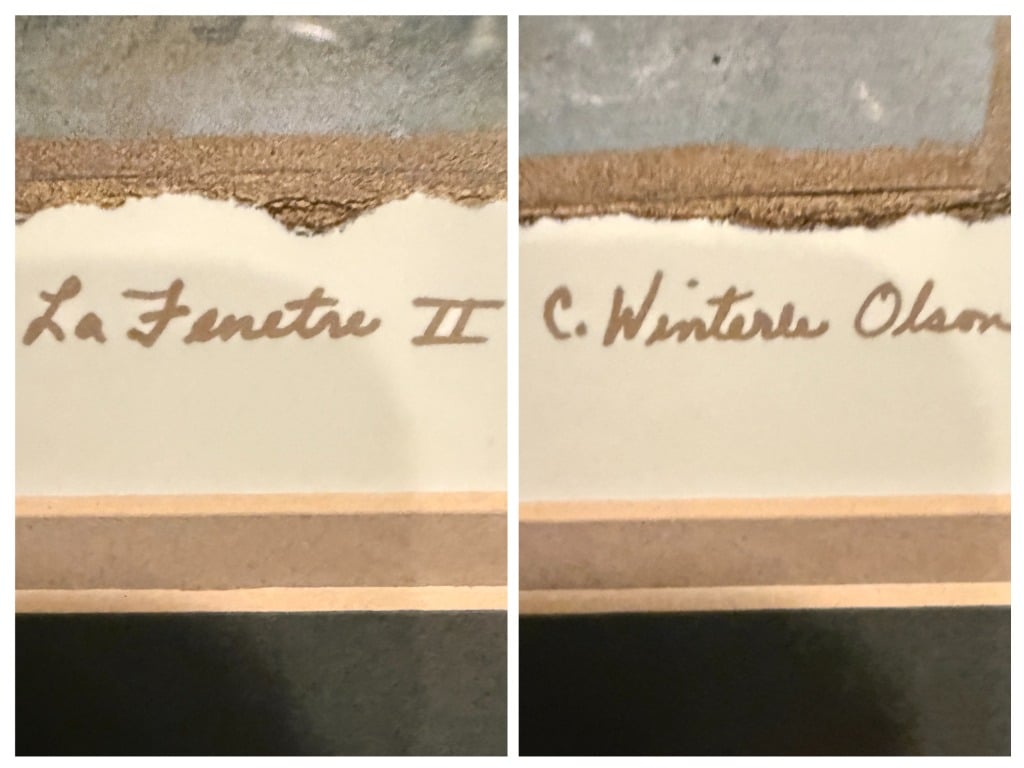 La Fenetre II
C. Winterle Olson